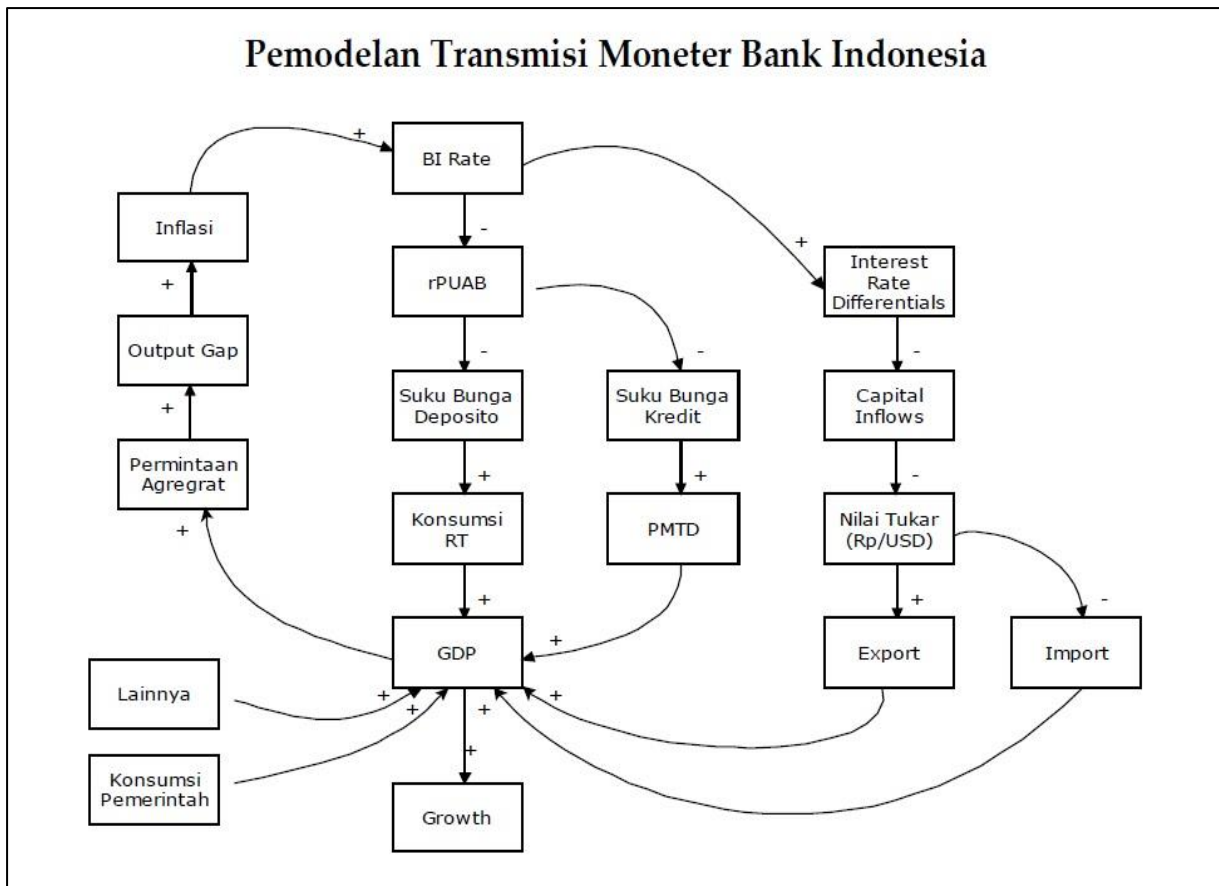 Pemodelan Transmisi Moneter Bank Indonesia
+
BI Rate
Inflasi
-
+
rPUAB
Interest
Rate
Differentials
+
Output Gap
-
-
-
Suku Bunga
Deposito
Suku Bunga
Kredit
Capital
Inflows
+
Permintaan
Agregrat
+
+
-
Konsumsi
RT
PMTD
Nilai Tukar
(Rp/USD)
+
+
+
-
GDP
+
Export
Import
Lainnya
+
+
+
+
+
Konsumsi
Pemerintah
+
Growth